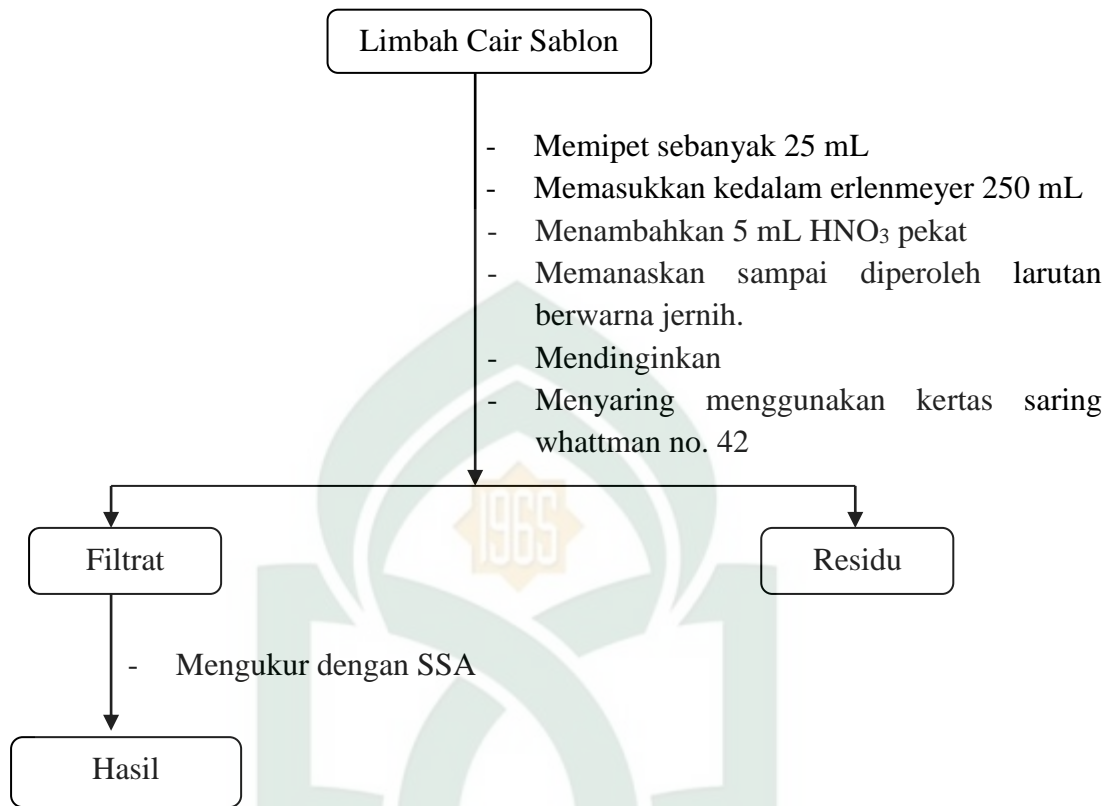 Limbah Cair Sablon
- Memipet sebanyak 25 mL
- Memasukkan kedalam erlenmeyer 250 mL
- Menambahkan 5 mL HNO₃ pekat
- Memanaskan sampai diperoleh larutan
berwarna jernih.
- Mendinginkan
- Menyaring menggunakan kertas saring
whattman no. 42
1965
Filtrat
Residu
- Mengukur dengan SSA
Hasil